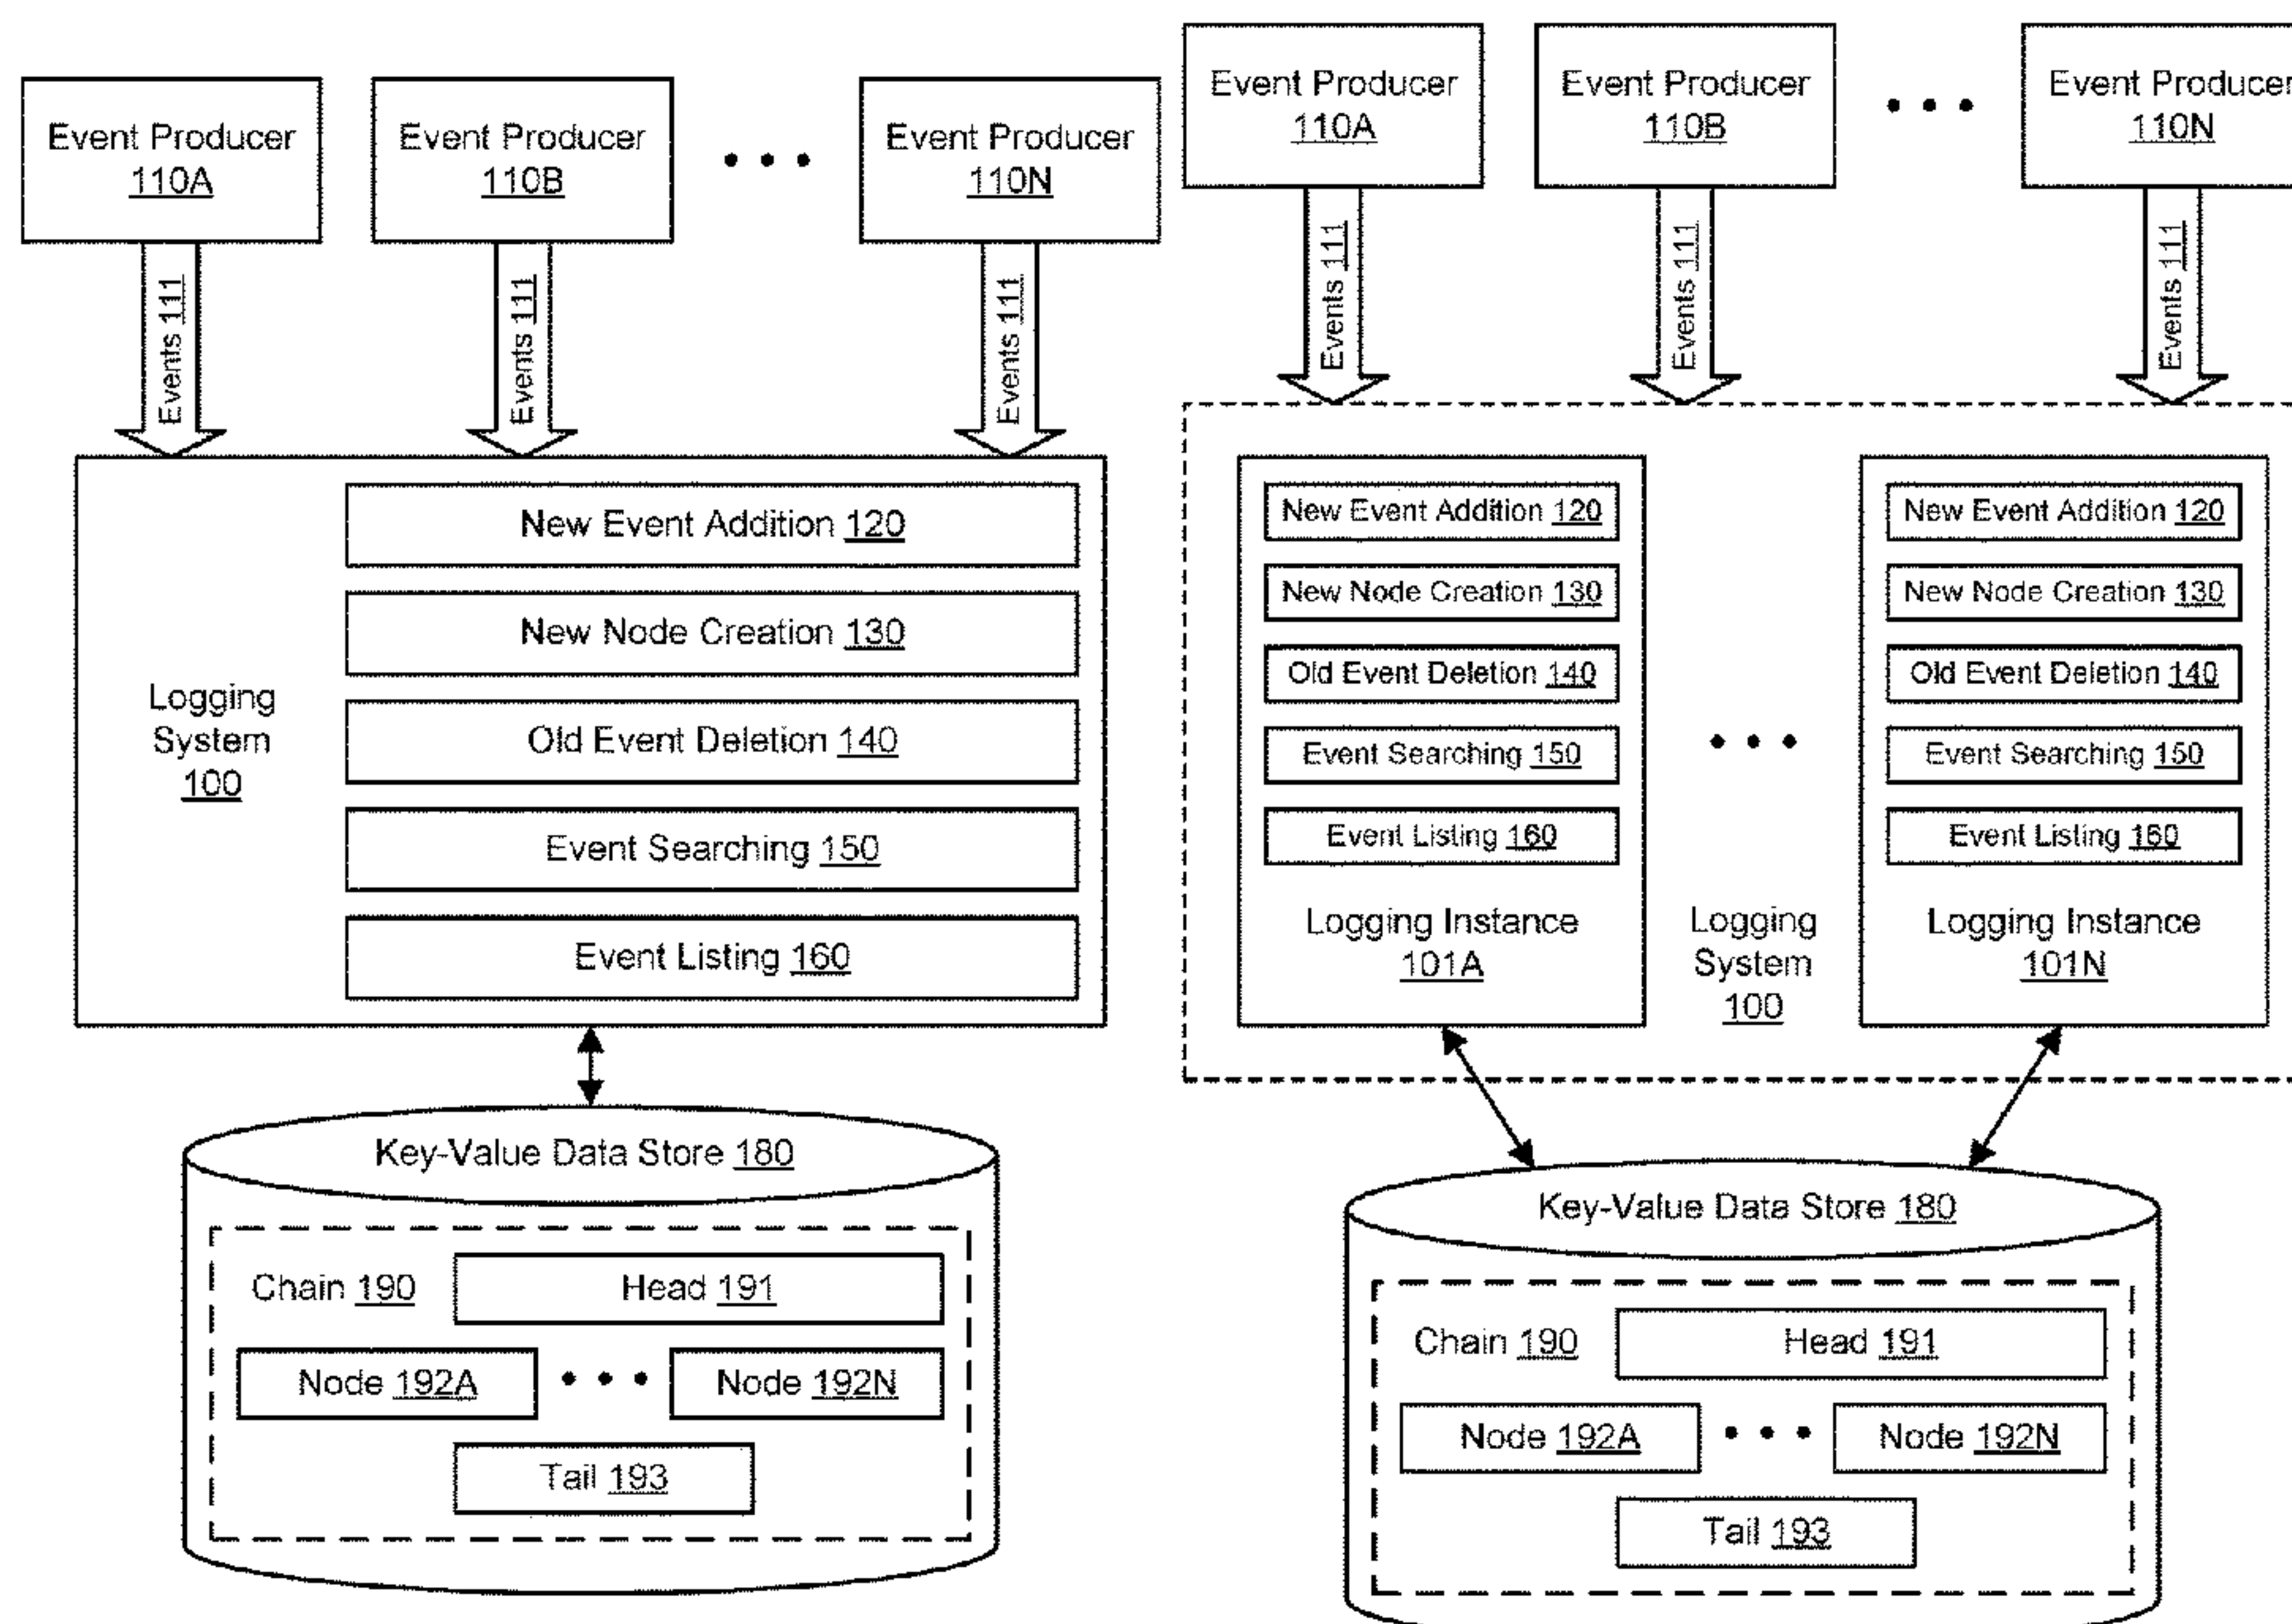 Event Producer
110A
Event Producer
110B
Event Producer
110N
Events 111
Events 111
Events 111
New Event Addition 120
New Node Creation 130
Old Event Deletion 140
Event Searching 150
Event Listing 160
Logging
System
100
Key-Value Data Store 180
Chain 190
Head 191
Node 192A
Node 192N
Tail 193
Event Producer
110A
Event Producer
110B
Event Producer
110N
Events 111
Events 111
Events 111
New Event Addition 120
New Node Creation 130
Old Event Deletion 140
Event Searching 150
Event Listing 160
Logging Instance
101A
Logging
System
100
New Event Addition 120
New Node Creation 130
Old Event Deletion 140
Event Searching 150
Event Listing 160
Logging Instance
101N
Key-Value Data Store 180
Chain 190
Head 191
Node 192A
Node 192N
Tail 193